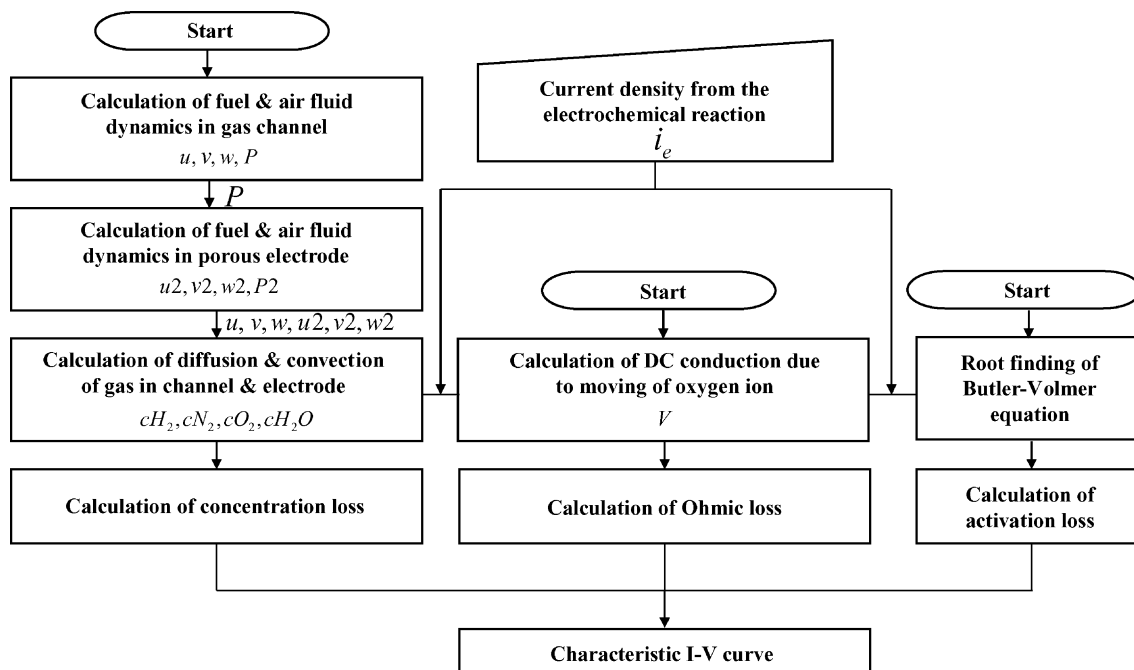 Start
Calculation of fuel & air fluid
dynamics in gas channel
u, v, w, P
P
Calculation of fuel & air fluid
dynamics in porous electrode
u2, v2, w2, P2
u, v, w, u2, v2, w2
Calculation of diffusion & convection
of gas in channel & electrode
cH₂, cN₂, cO₂, cH₂O
Calculation of concentration loss
Current density from the
electrochemical reaction
iₑ
Start
Calculation of DC conduction due
to moving of oxygen ion
V
Calculation of Ohmic loss
Start
Root finding of
Butler-Volmer
equation
Calculation of
activation loss
Characteristic I-V curve